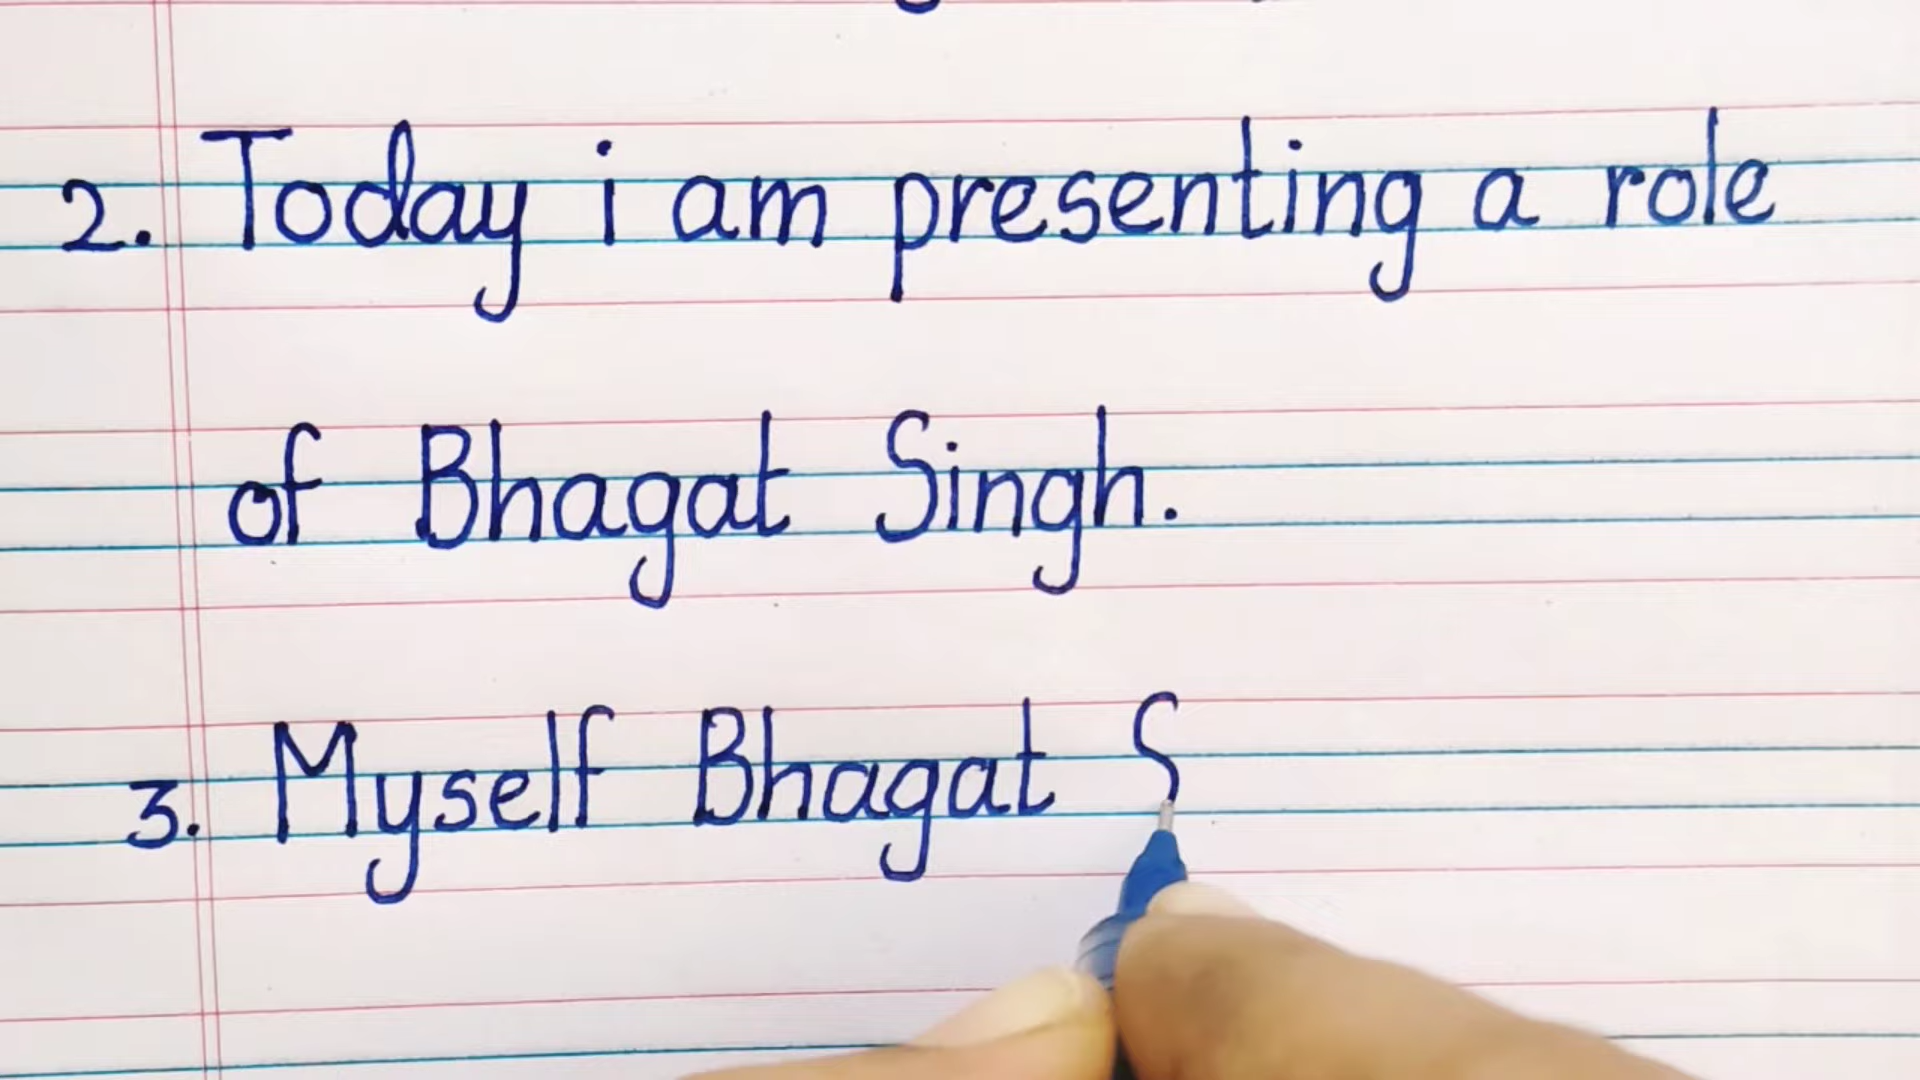 2. Today i am presenting a role
of Bhagat Singh.
3. Myself Bhagat S